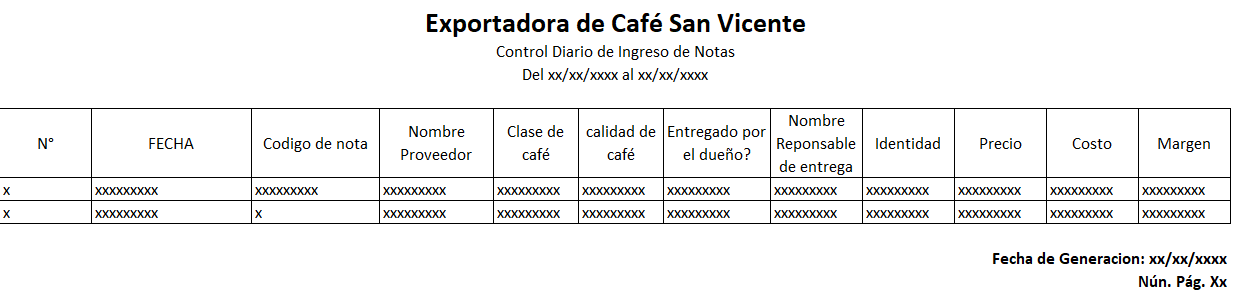 Exportadora de Café San Vicente
Control Diario de Ingreso de Notas
Del xx/xx/xxxx al xx/xx/xxxx
N° FECHA Codigo de nota Nombre Proveedor Clase de café calidad de café Entregado por el dueño? Nombre Reponsable de entrega Identidad Precio Costo Margen
x xxxxxxxxx xxxxxxxxx xxxxxxxxx xxxxxxxxx xxxxxxxxx xxxxxxxxx xxxxxxxxx xxxxxxxxx xxxxxxxxx xxxxxxxxx xxxxxxxxx
x xxxxxxxxx x xxxxxxxxx xxxxxxxxx xxxxxxxxx xxxxxxxxx xxxxxxxxx xxxxxxxxx xxxxxxxxx xxxxxxxxx xxxxxxxxx
Fecha de Generacion: xx/xx/xxxx
Nún. Pág. Xx